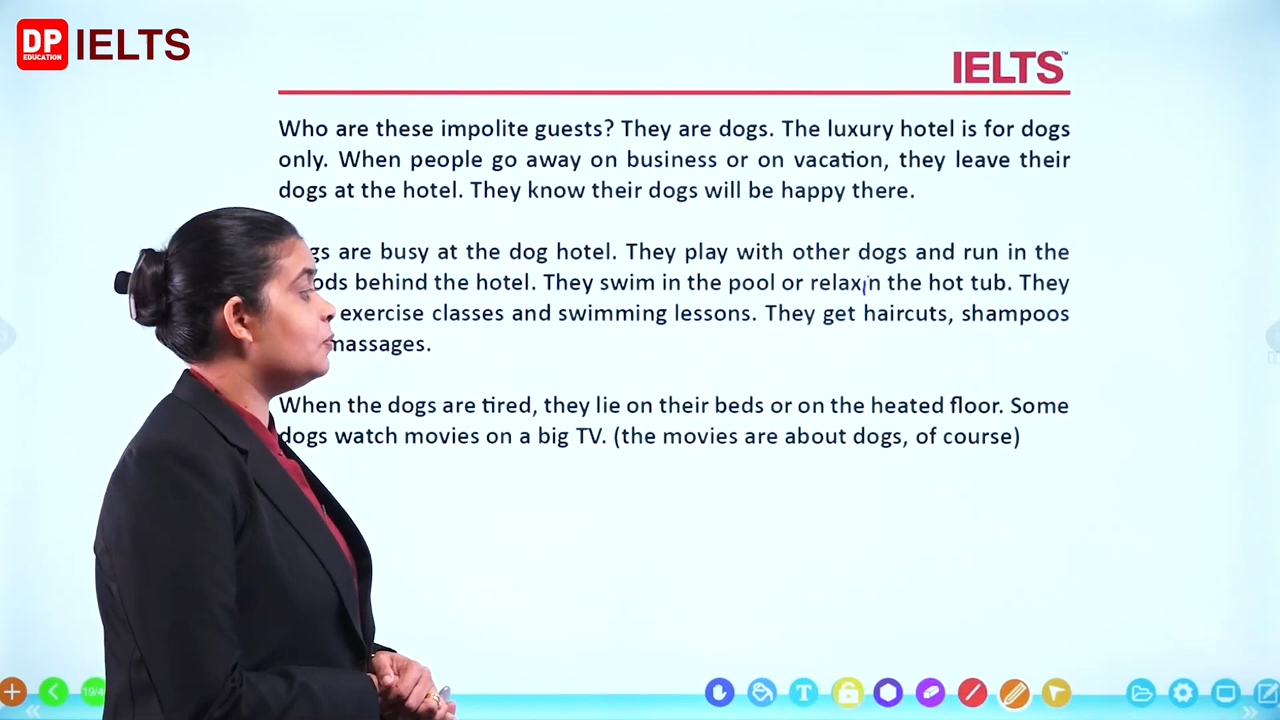 DP
EDUCATION
IELTS
IELTS™
Who are these impolite guests? They are dogs. The luxury hotel is for dogs
only. When people go away on business or on vacation, they leave their
dogs at the hotel. They know their dogs will be happy there.
are busy at the dog hotel. They play with other dogs and run in the
behind the hotel. They swim in the pool or relax in the hot tub. They
exercise classes and swimming lessons. They get haircuts, shampoos
massages.
When the dogs are tired, they lie on their beds or on the heated floor. Some
dogs watch movies on a big TV. (the movies are about dogs, of course)
T